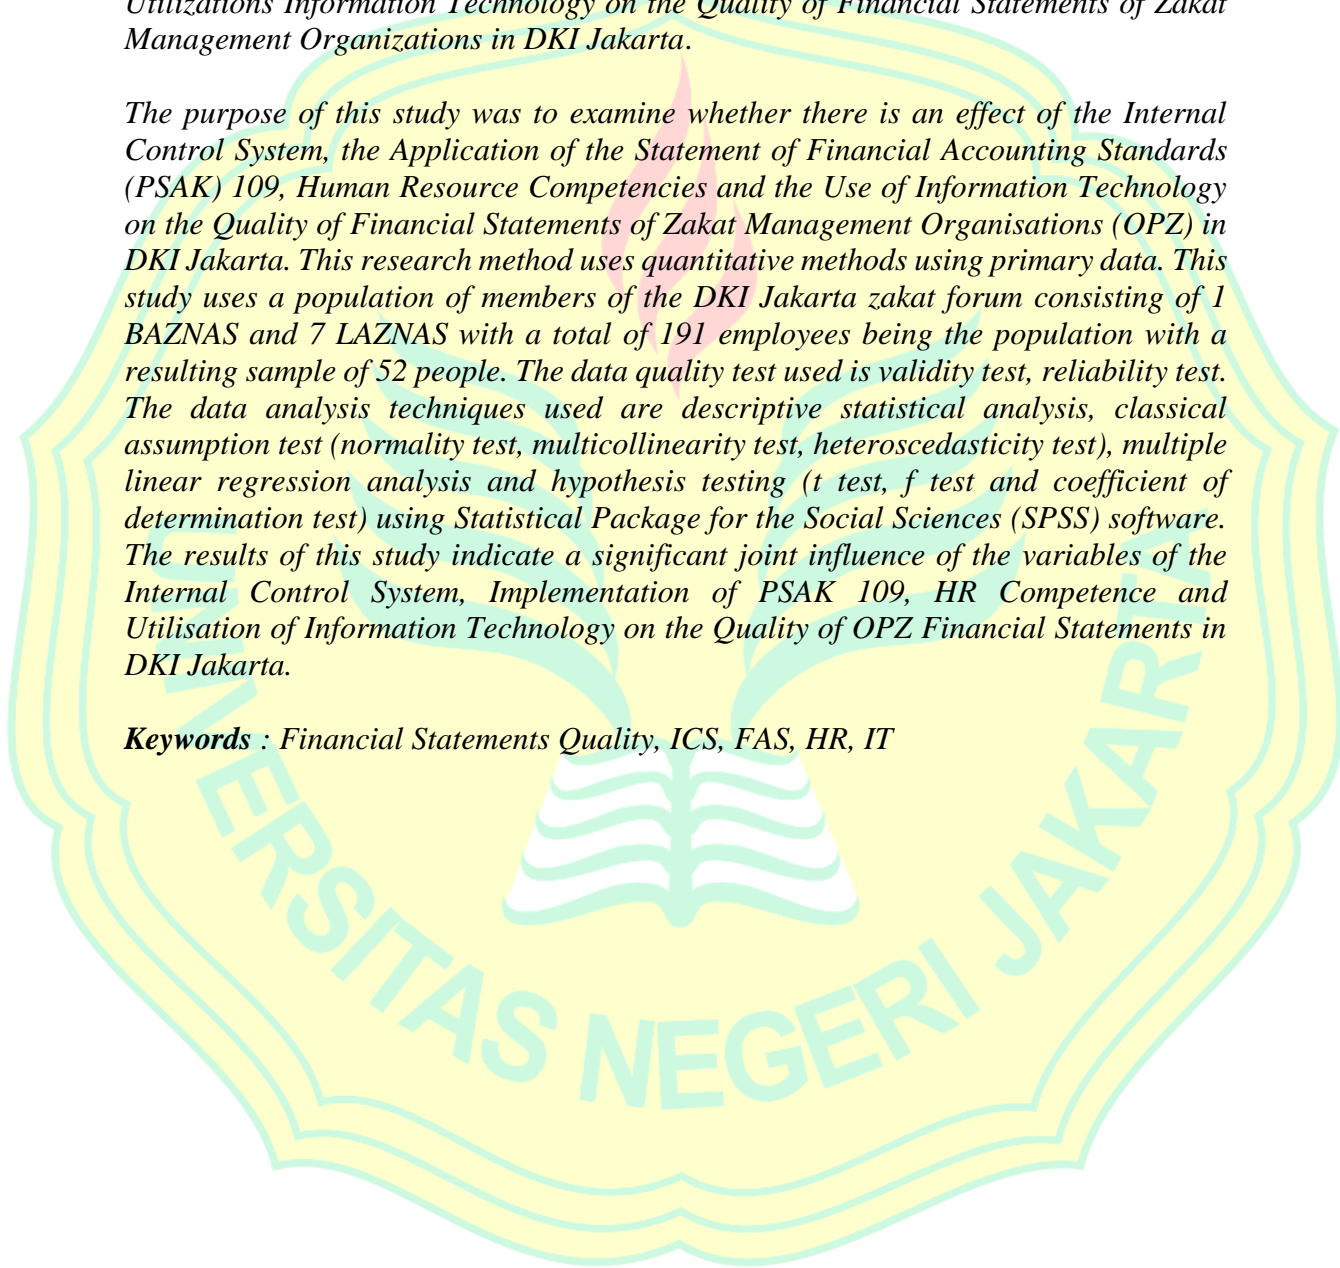 Utilizations Information Technology on the Quality of Financial Statements of Zakat
Management Organizations in DKI Jakarta.
The purpose of this study was to examine whether there is an effect of the Internal
Control System, the Application of the Statement of Financial Accounting Standards
(PSAK) 109, Human Resource Competencies and the Use of Information Technology
on the Quality of Financial Statements of Zakat Management Organisations (OPZ) in
DKI Jakarta. This research method uses quantitative methods using primary data. This
study uses a population of members of the DKI Jakarta zakat forum consisting of 1
BAZNAS and 7 LAZNAS with a total of 191 employees being the population with a
resulting sample of 52 people. The data quality test used is validity test, reliability test.
The data analysis techniques used are descriptive statistical analysis, classical
assumption test (normality test, multicollinearity test, heteroscedasticity test), multiple
linear regression analysis and hypothesis testing (t test, f test and coefficient of
determination test) using Statistical Package for the Social Sciences (SPSS) software.
The results of this study indicate a significant joint influence of the variables of the
Internal Control System, Implementation of PSAK 109, HR Competence and
Utilisation of Information Technology on the Quality of OPZ Financial Statements in
DKI Jakarta.
Keywords : Financial Statements Quality, ICS, FAS, HR, IT
UNIVERSITAS NEGERI JAKARTA